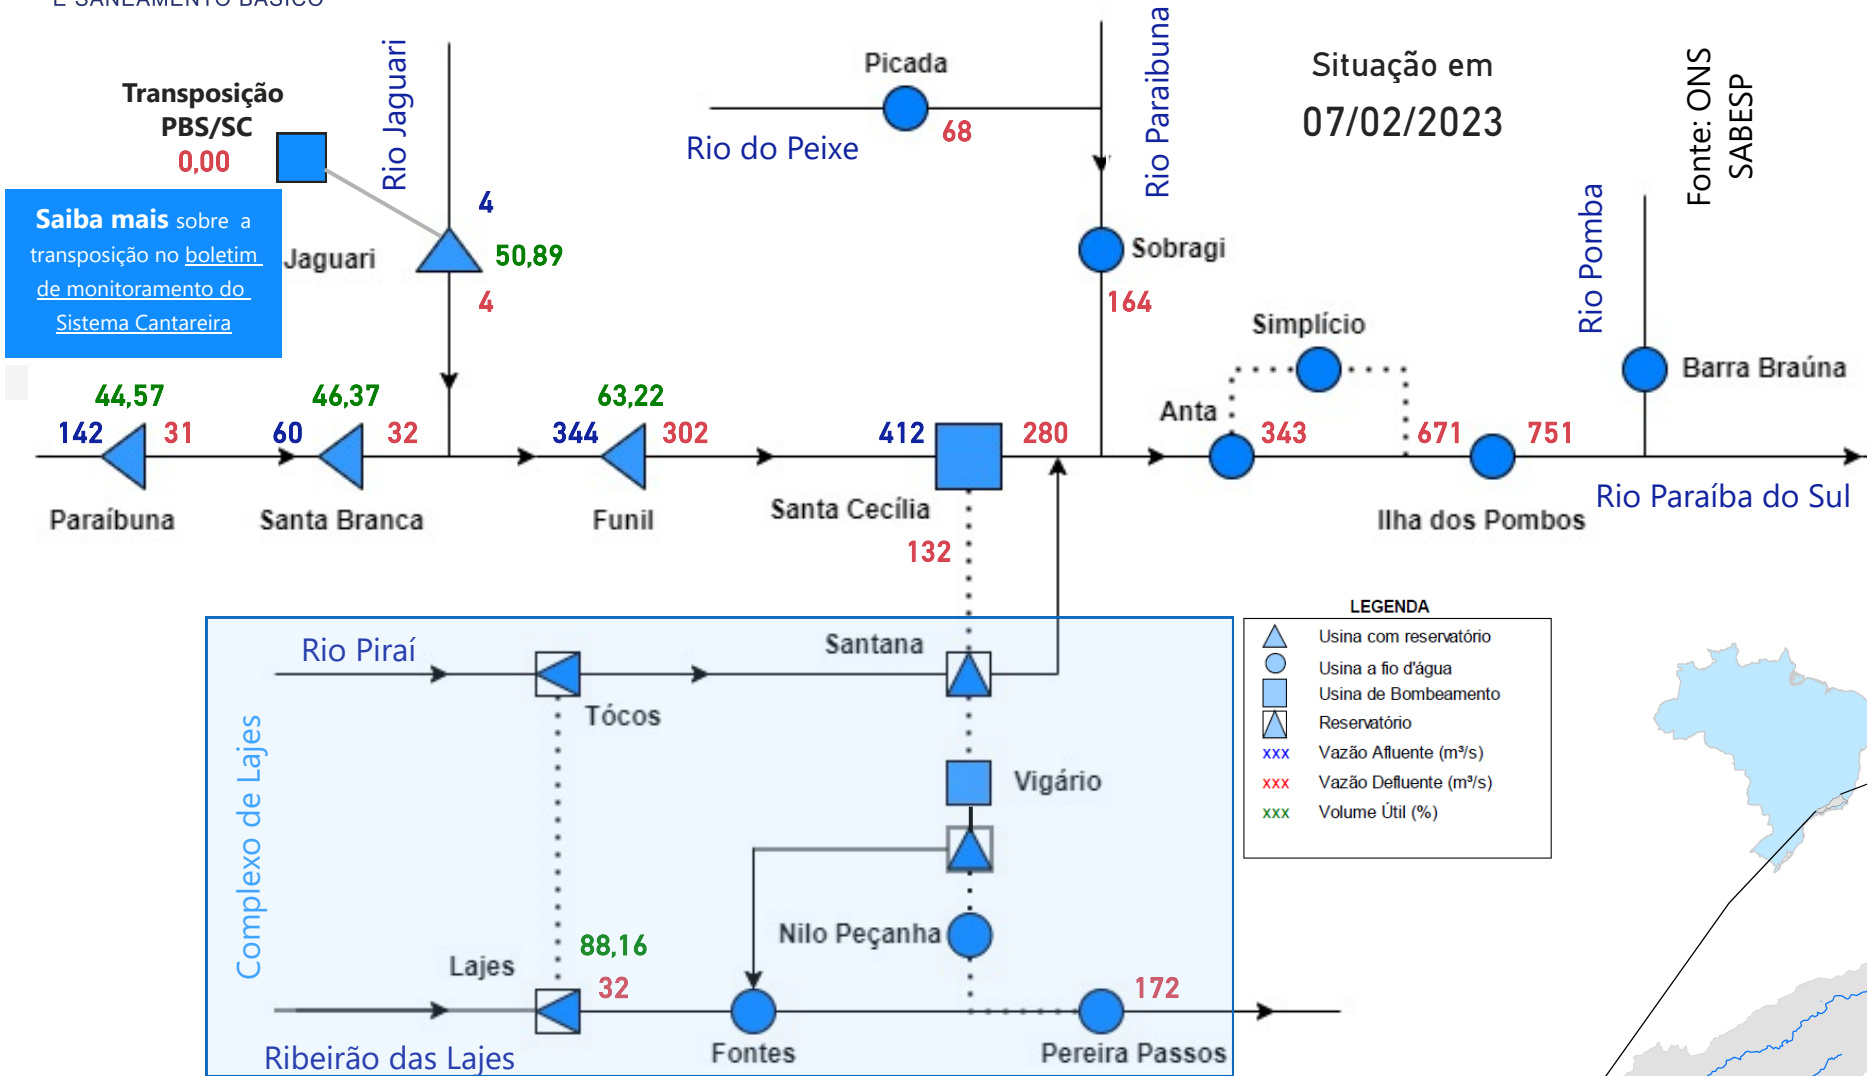 E SANEAMENTO BÁSICO
Transposição
PBS/SC
0,00
Rio Jaguari
Saiba mais sobre a
transposição no boletim
de monitoramento do
Sistema Cantareira
Jaguari
4
50,89
4
Picada
68
Rio do Peixe
Rio Paraibuna
Situação em
07/02/2023
Fonte: ONS
SABESP
Sobragi
164
Rio Pomba
Simplício
Barra Braúna
44,57
142
31
Paraíbuna
46,37
60
32
Santa Branca
63,22
344
302
Funil
412
280
Santa Cecília
132
Anta
343
671
751
Ilha dos Pombos
Rio Paraíba do Sul
Complexo de Lajes
Rio Piraí
Santana
Tócos
Vigário
Nilo Peçanha
Lajes
88,16
32
172
Ribeirão das Lajes
Fontes
Pereira Passos
LEGENDA
Usina com reservatório
Usina a fio d'água
Usina de Bombeamento
Reservatório
xxx Vazão Afluente (m³/s)
xxx Vazão Defluente (m³/s)
xxx Volume Útil (%)